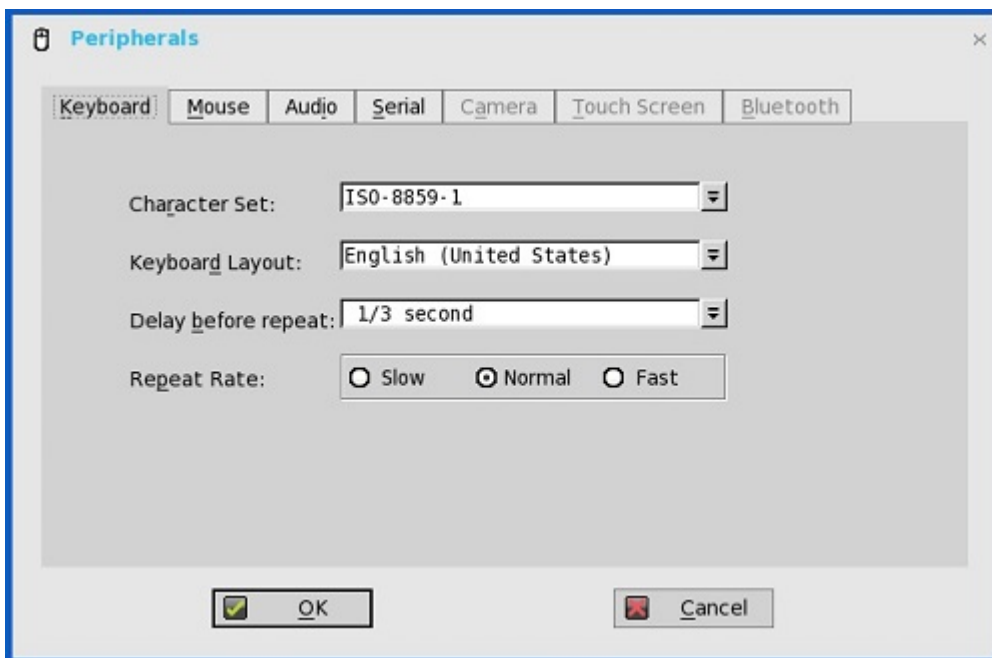 Peripherals
Keyboard Mouse Audio Serial Camera Touch Screen Bluetooth
Character Set: ISO-8859-1
Keyboard Layout: English (United States)
Delay before repeat: 1/3 second
Repeat Rate: Slow Normal Fast
OK Cancel